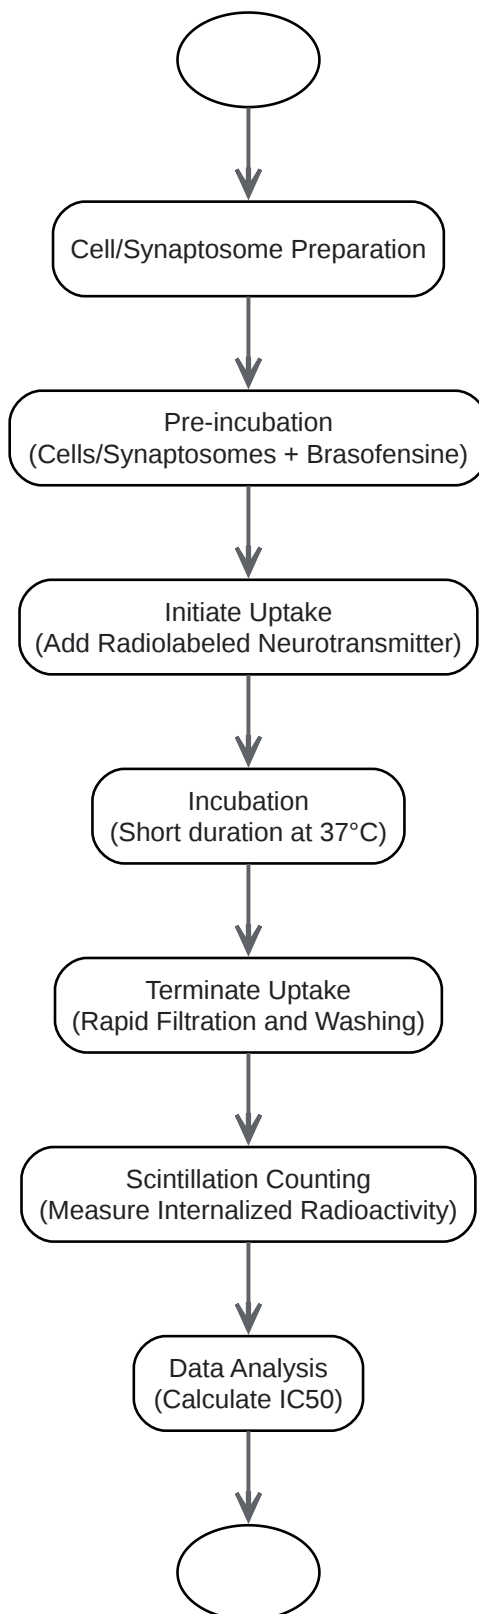 Cell/Synaptosome Preparation
Pre-incubation
(Cells/Synaptosomes + Brasofensine)
Initiate Uptake
(Add Radiolabeled Neurotransmitter)
Incubation
(Short duration at 37°C)
Terminate Uptake
(Rapid Filtration and Washing)
Scintillation Counting
(Measure Internalized Radioactivity)
Data Analysis
(Calculate IC50)